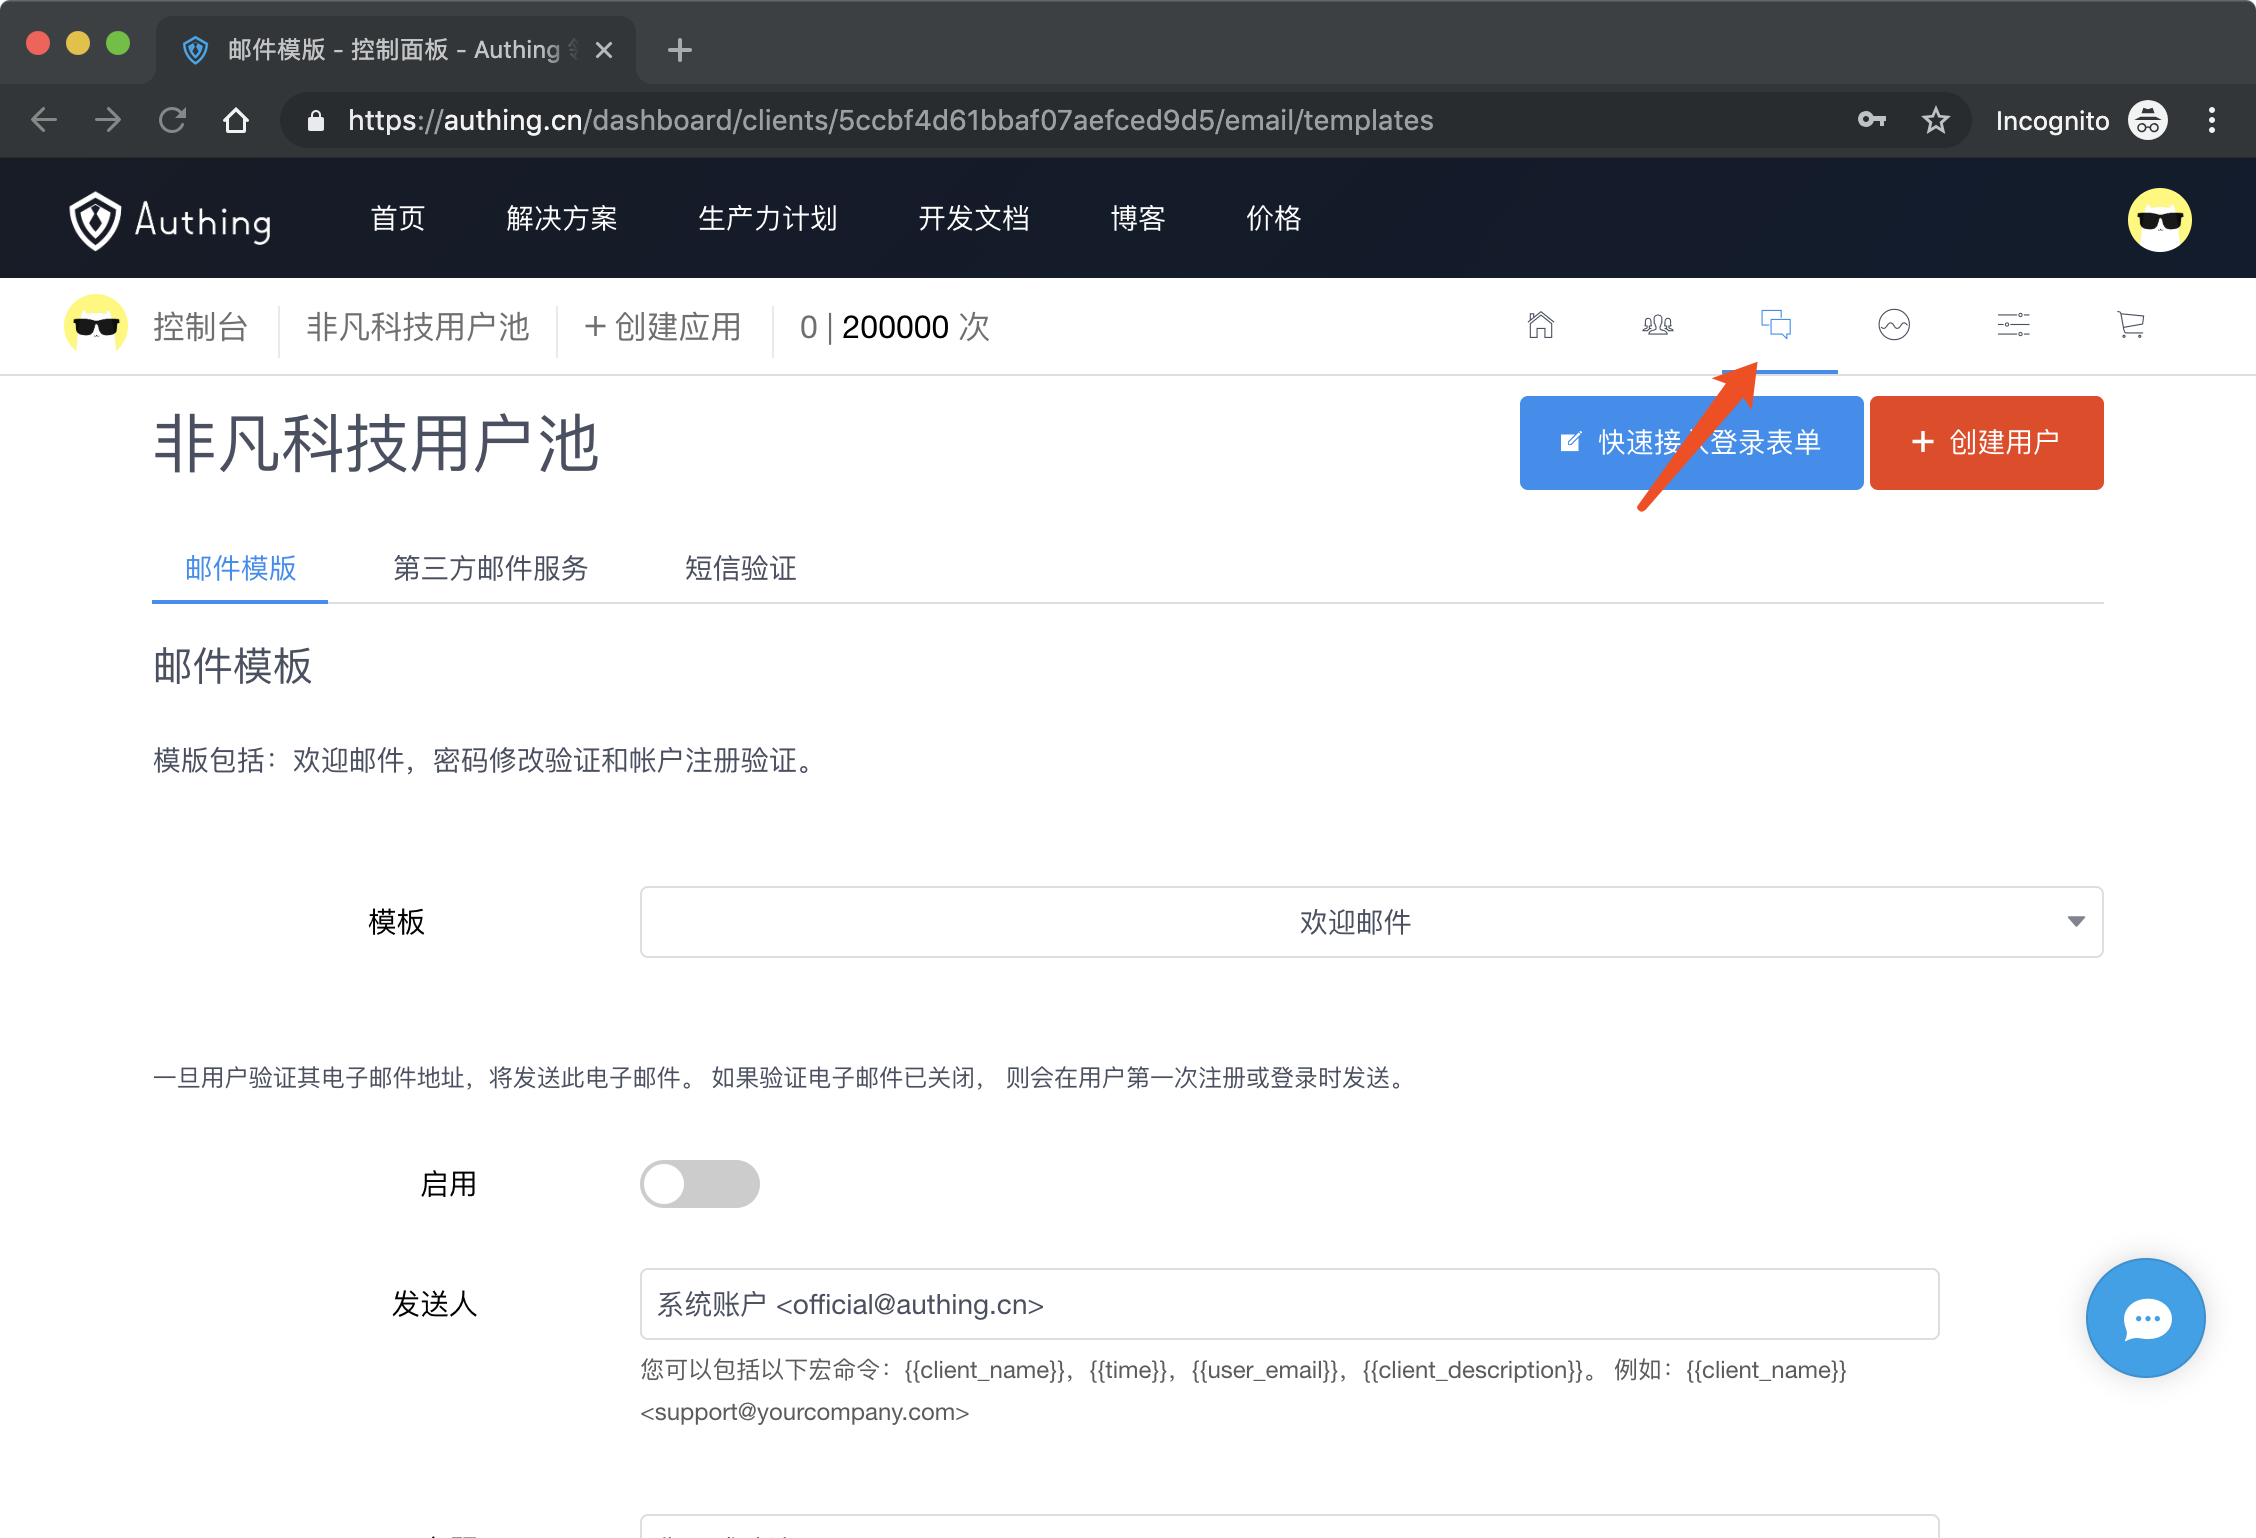 邮件模版 - 控制面板 - Authing
https://authing.cn/dashboard/clients/5ccbf4d61bbaf07aefced9d5/email/templates
Incognito
Authing
首页
解决方案
生产力计划
开发文档
博客
价格
控制台
非凡科技用户池
+ 创建应用
0 | 200000 次
非凡科技用户池
快速接入登录表单
+ 创建用户
邮件模版
第三方邮件服务
短信验证
邮件模板
模版包括：欢迎邮件，密码修改验证和帐户注册验证。
模板
欢迎邮件
一旦用户验证其电子邮件地址，将发送此电子邮件。 如果验证电子邮件已关闭， 则会在用户第一次注册或登录时发送。
启用
发送人
系统账户 <official@authing.cn>
您可以包括以下宏命令：{{client_name}}，{{time}}，{{user_email}}，{{client_description}}。 例如：{{client_name}}
<support@yourcompany.com>